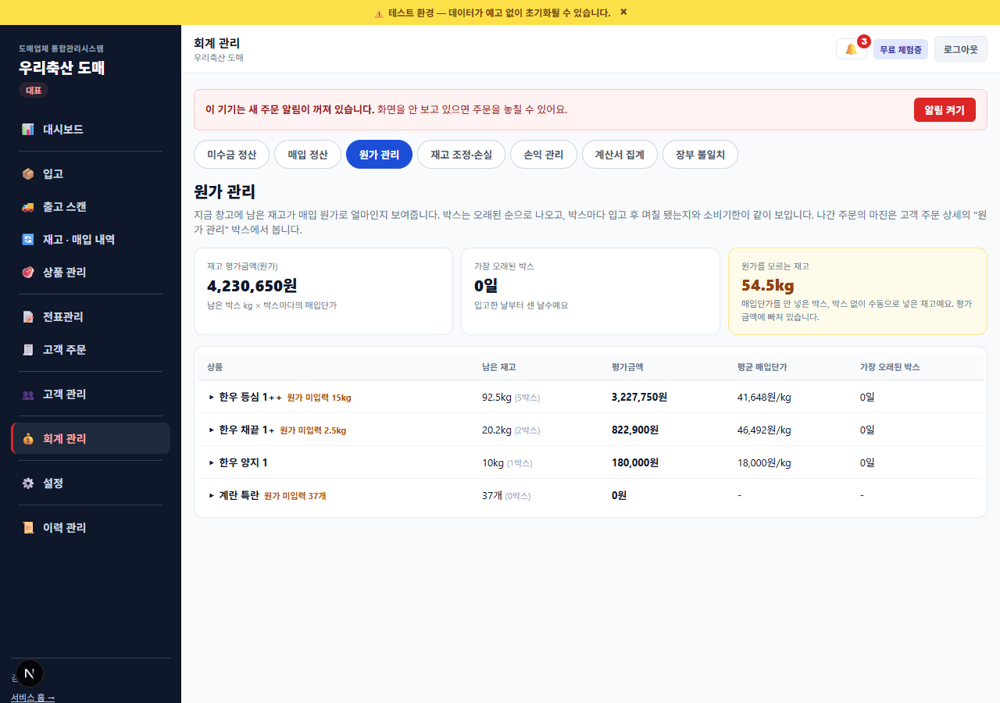 ⚠️ 테스트 환경 — 데이터가 예고 없이 초기화될 수 있습니다. ×
도매업체 통합관리시스템
우리축산 도매
대표
대시보드
입고
출고 스캔
재고 · 매입 내역
상품 관리
전표관리
고객 주문
고객 관리
회계 관리
설정
이력 관리
N
서비스 홈 →
회계 관리
우리축산 도매
3
무료 체험중
로그아웃
이 기기는 새 주문 알림이 꺼져 있습니다. 화면을 안 보고 있으면 주문을 놓칠 수 있어요.
알림 켜기
미수금 정산 매입 정산 원가 관리 재고 조정·손실 손익 관리 계산서 집계 장부 불일치
원가 관리
지금 창고에 남은 재고가 매입 원가로 얼마인지 보여줍니다. 박스는 오래된 순으로 나오고, 박스마다 입고 후 며칠 됐는지와 소비기한이 같이 보입니다. 나간 주문의 마진은 고객 주문 상세의 "원
가 관리" 박스에서 봅니다.
재고 평가금액(원가)
4,230,650원
남은 박스 kg × 박스마다의 매입단가
가장 오래된 박스
0일
입고한 날부터 센 날수예요
원가를 모르는 재고
54.5kg
매입단가를 안 넣은 박스, 박스 없이 수동으로 넣은 재고예요. 평가
금액에 빠져 있습니다.
상품 남은 재고 평가금액 평균 매입단가 가장 오래된 박스
▸ 한우 등심 1++ 원가 미입력 15kg 92.5kg (5박스) 3,227,750원 41,648원/kg 0일
▸ 한우 채끝 1+ 원가 미입력 2.5kg 20.2kg (2박스) 822,900원 46,492원/kg 0일
▸ 한우 양지 1 10kg (1박스) 180,000원 18,000원/kg 0일
▸ 계란 특란 원가 미입력 37개 37개 (0박스) 0원 - -